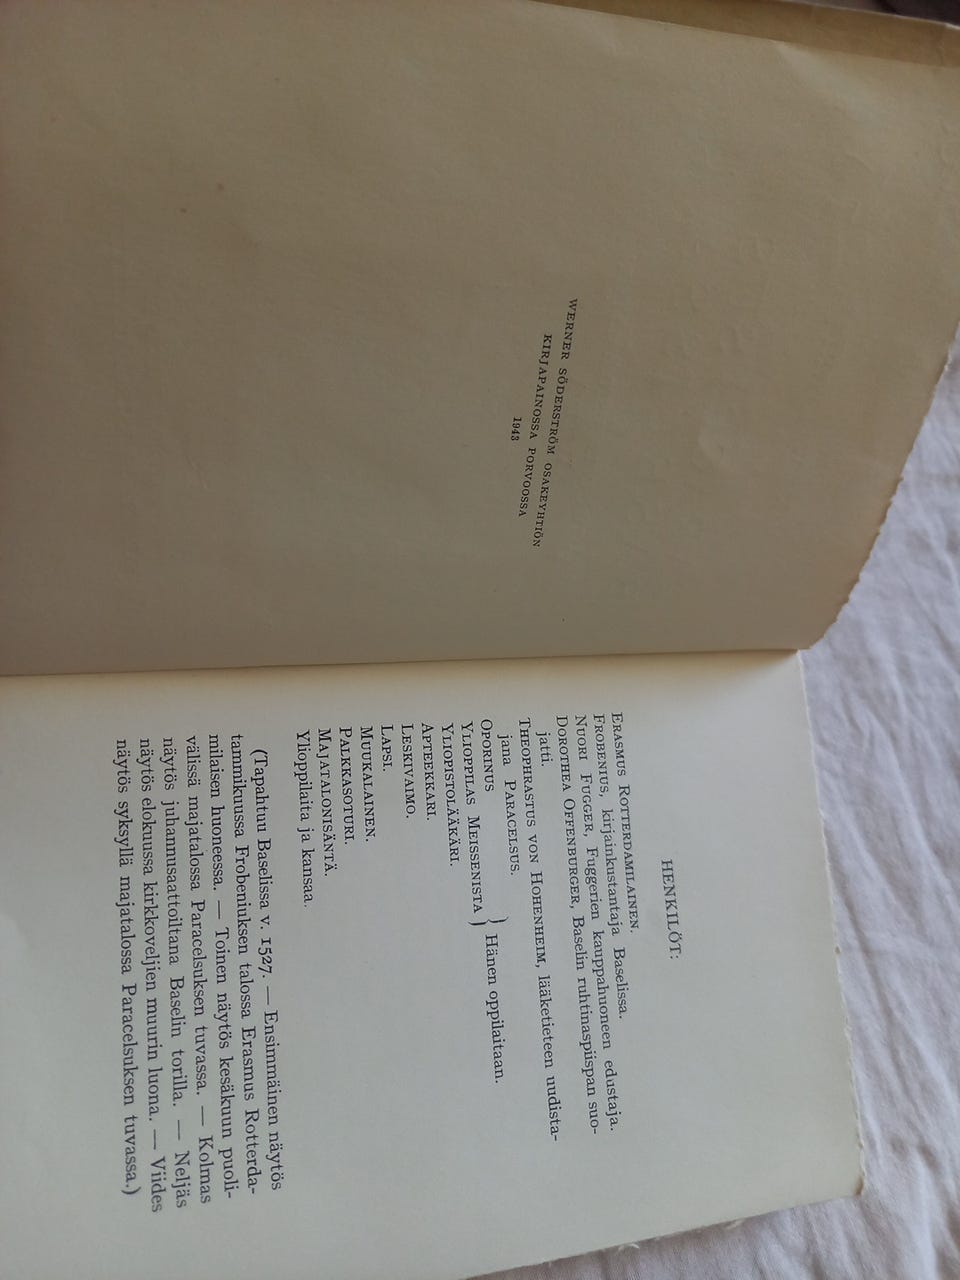 WERNER SÖDERSTRÖM OSAKEYHTIÖN
KIRJAPAINOSSA PORVOOSSA
1943
HENKILÖT:
ERASMUS ROTTERDAMILAINEN.
FROBENIUS, kirjainkustantaja Baselissa.
NUORI FUGGER, Fuggerien kauppahuoneen edustaja.
DOROTHEA OFFENBURGER, Baselin ruhtinaspiispan suo-
jatti.
THEOPHRASTUS VON HOHENHEIM, lääketieteen uudista-
jana PARACELSUS.
OPORINUS
YLIOPPILAS MEISSENISTA } Hänen oppilaitaan.
YLIOPISTOLÄÄKÄRI.
APTEEKKARI.
LESKIVAIMO.
LAPSI.
MUUKALAINEN.
PALKKASOTURI.
MAJATALONISÄNTÄ.
Ylioppilaita ja kansaa.
(Tapahtuu Baselissa v. 1527. — Ensimmäinen näytös
tammikuussa Frobeniuksen talossa Erasmus Rotterda-
milaisen huoneessa. — Toinen näytös kesäkuun puoli-
välissä majatalossa Paracelsuksen tuvassa. — Kolmas
näytös juhannusaattoiltana Baselin torilla. — Neljäs
näytös elokuussa kirkkoveljien muurin luona. — Viides
näytös syksyllä majatalossa Paracelsuksen tuvassa.)